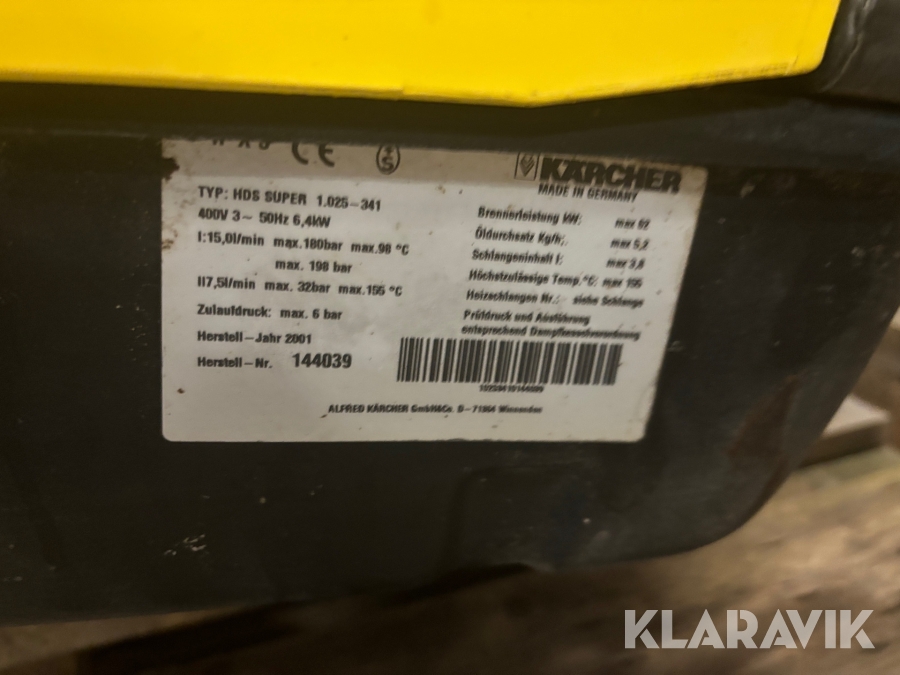 CE
KÄRCHER
MADE IN GERMANY
TYP: HDS SUPER 1.025-341
400V 3~ 50Hz 6,4kW
I:15,0l/min max.180bar max.98 °C
max. 198 bar
II7,5l/min max. 32bar max.155 °C
Zulaufdruck: max. 6 bar
Herstell-Jahr 2001
Herstell-Nr. 144039
Brennerleistung kW: max 62
Öldurchsatz Kg/h: max 5,2
Schlangeninhalt l: max 3,8
Höchstzulässige Temp.°C: max 155
Heizschlangen Nr.: siehe Schlange
Prüfdruck und Ausführung
entsprechend Dampfkesselverordnung
ALFRED KÄRCHER GmbH&Co. D-71364 Winnenden
KLARAVIK